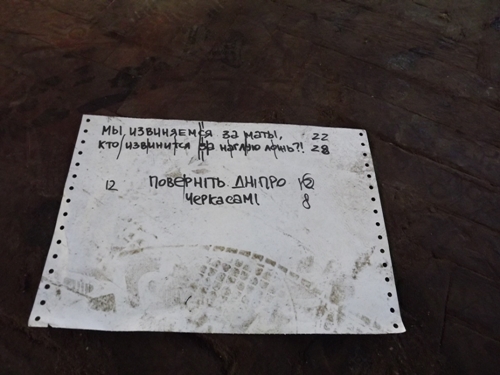 Мы извиняемся за маты, 22
кто извинится за наглую ложь?! 28
12 Поверніть Дніпро 16
Черкасам! 8